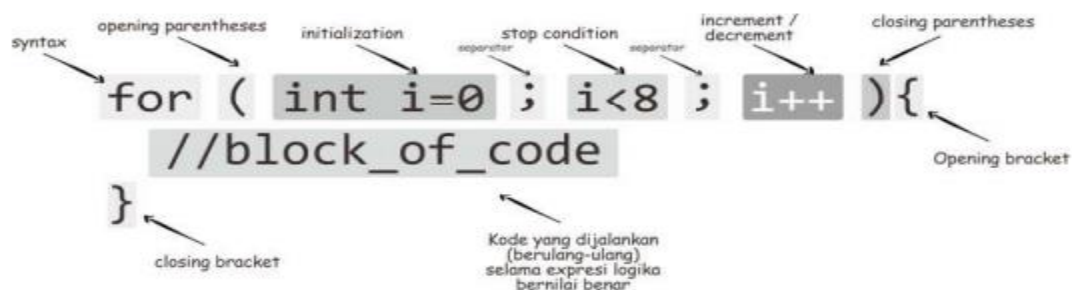 syntax
opening parentheses
initialization
separator
stop condition
separator
increment /
decrement
closing parentheses
for ( int i=0 ; i<8 ; i++ ){
//block_of_code
Opening bracket
}
closing bracket
Kode yang dijalankan
(berulang-ulang)
selama expresi logika
bernilai benar